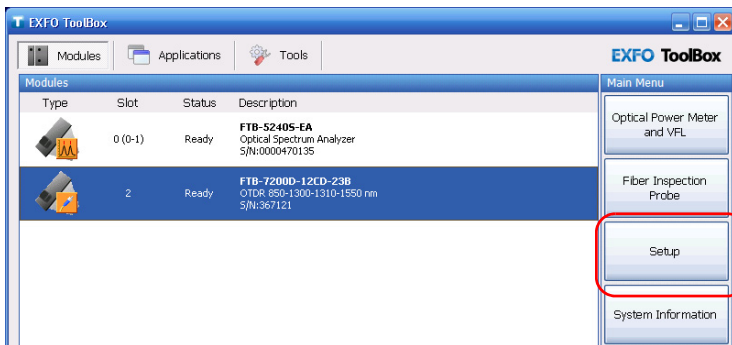 EXFO ToolBox
Modules
Applications
Tools
EXFO ToolBox
Modules
Type Slot Status Description
0 (0-1) Ready FTB-5240S-EA
Optical Spectrum Analyzer
S/N:0000470135
2 Ready FTB-7200D-12CD-23B
OTDR 850-1300-1310-1550 nm
S/N:367121
Main Menu
Optical Power Meter
and VFL
Fiber Inspection
Probe
Setup
System Information